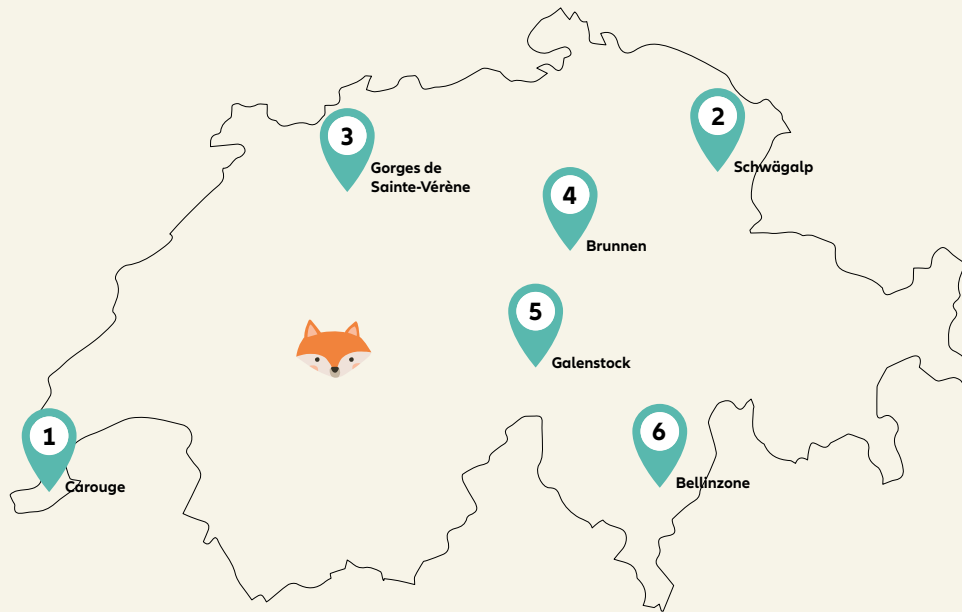 1
Carouge
2
Schwägalp
3
Gorges de
Sainte-Vérène
4
Brunnen
5
Galenstock
6
Bellinzone